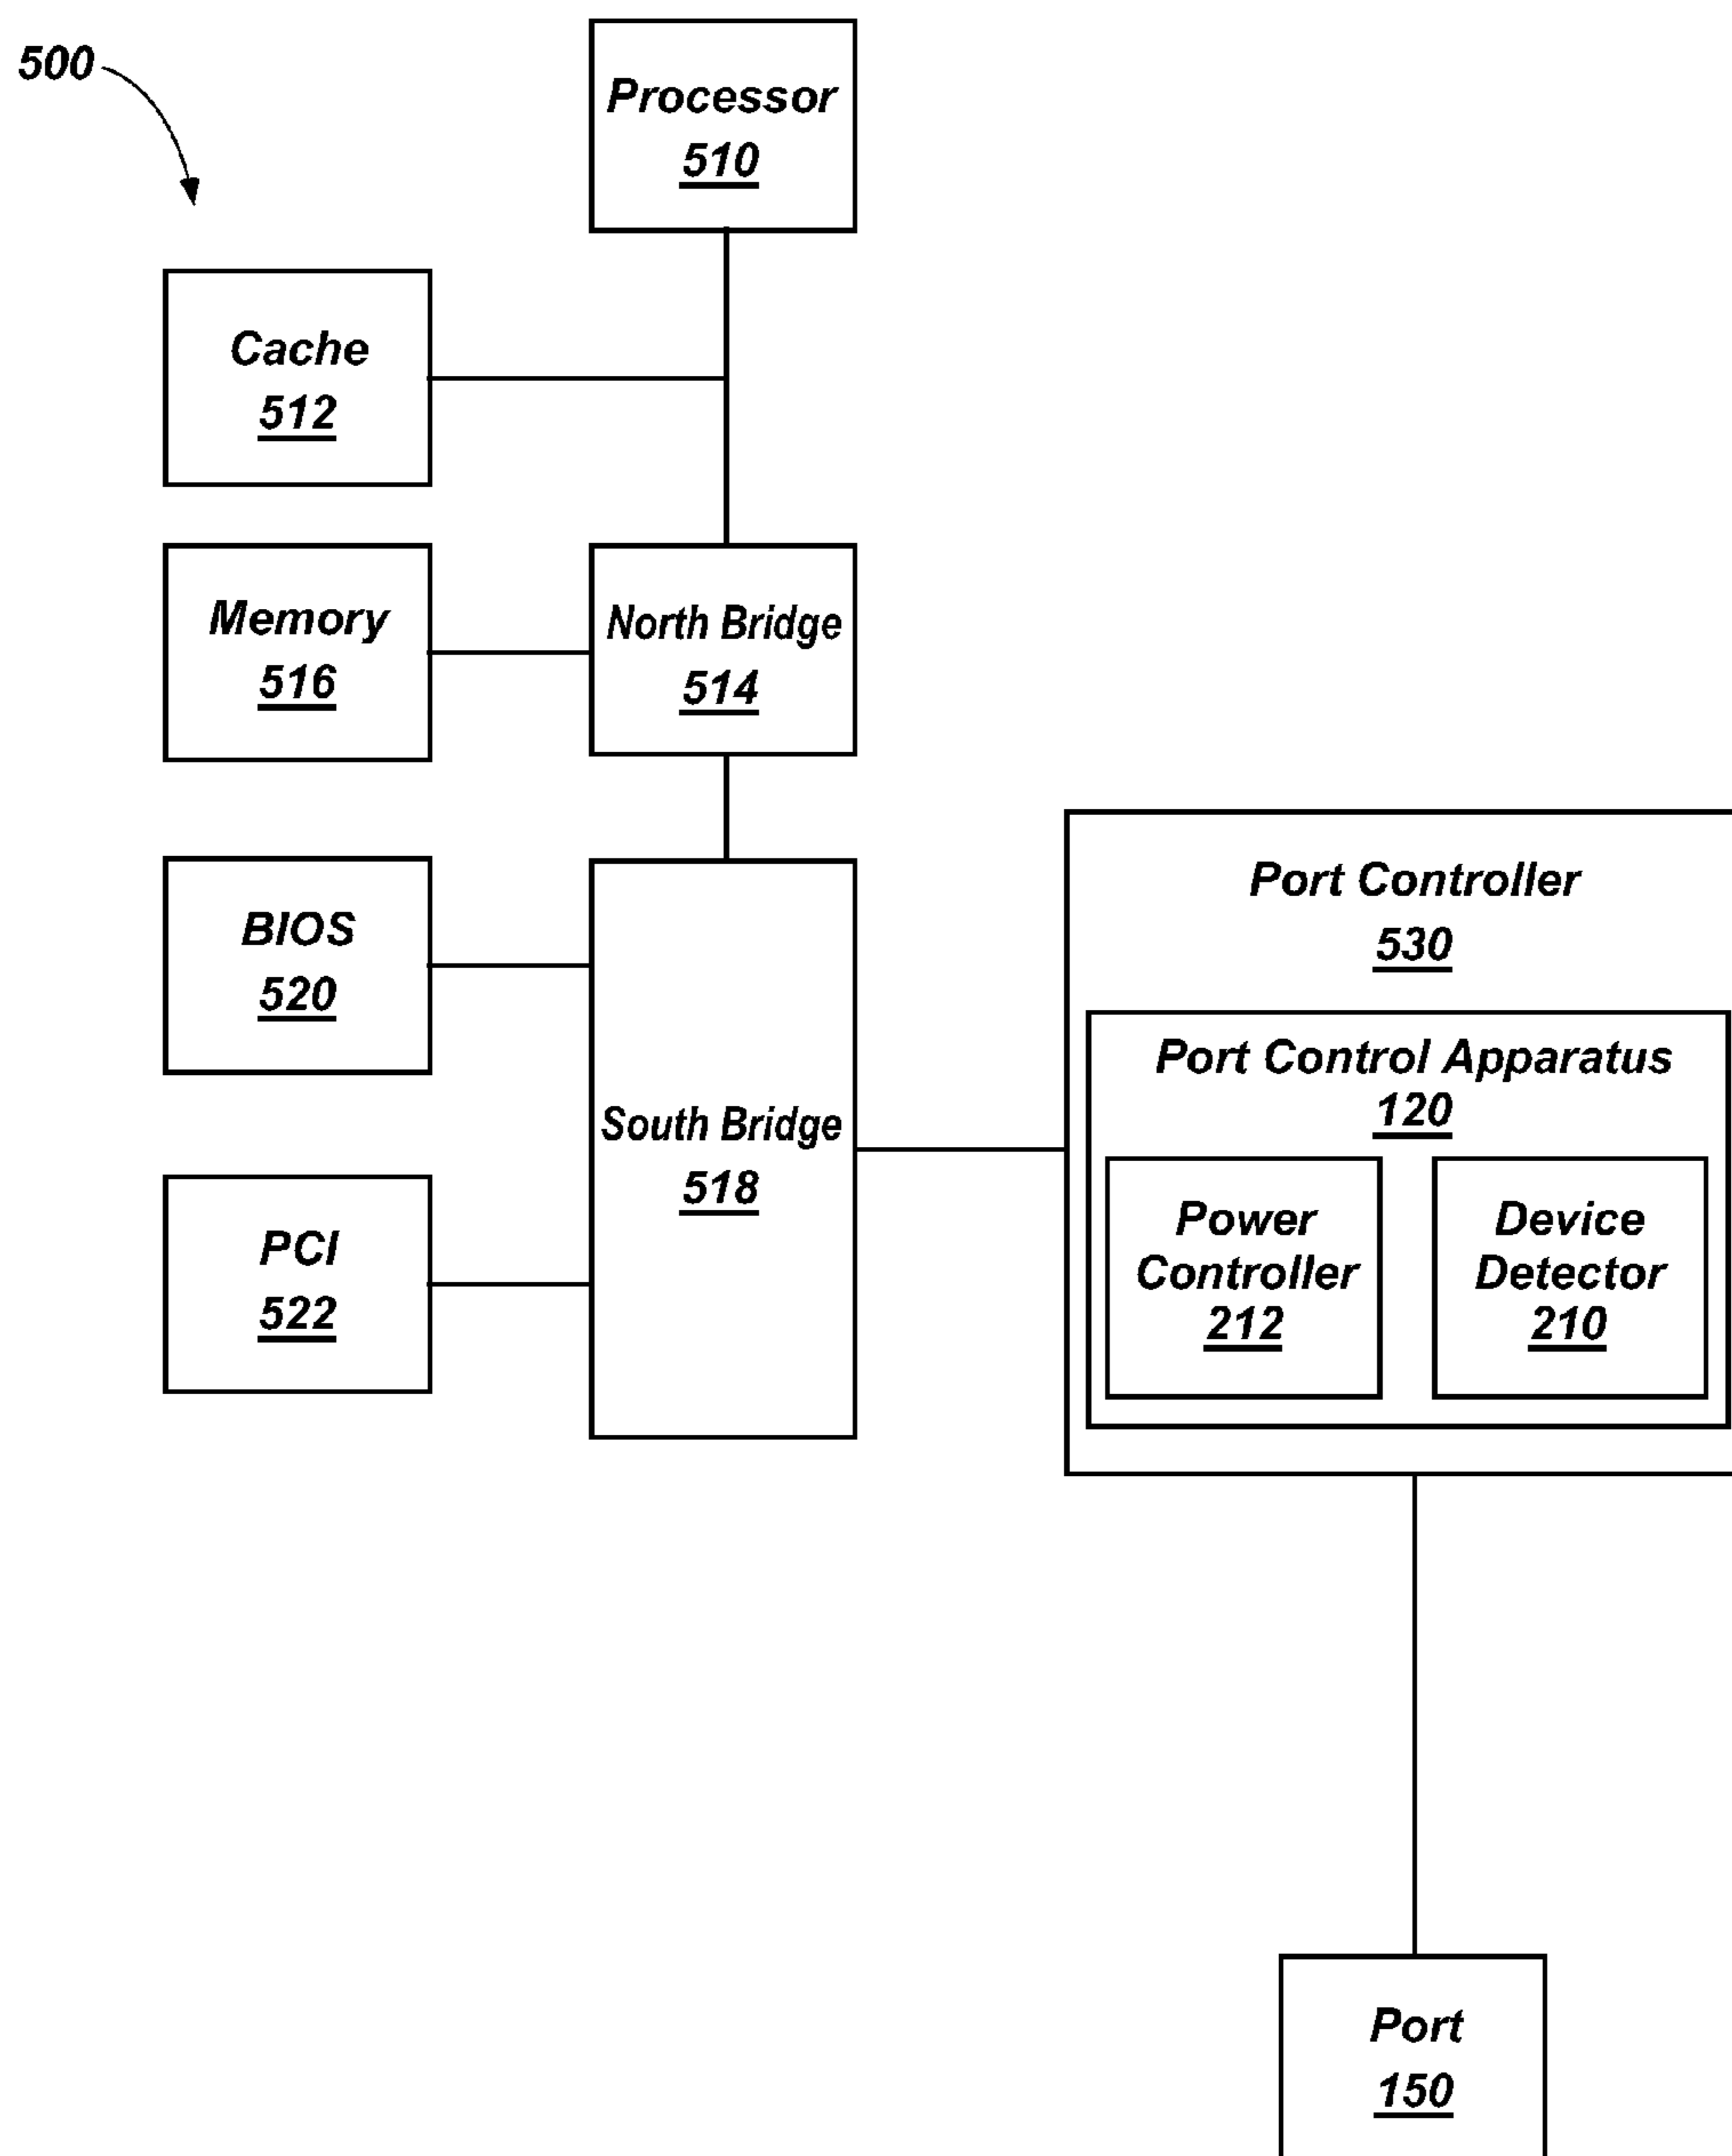 500
Processor
510
Cache
512
Memory
516
North Bridge
514
BIOS
520
PCI
522
South Bridge
518
Port Controller
530
Port Control Apparatus
120
Power
Controller
212
Device
Detector
210
Port
150